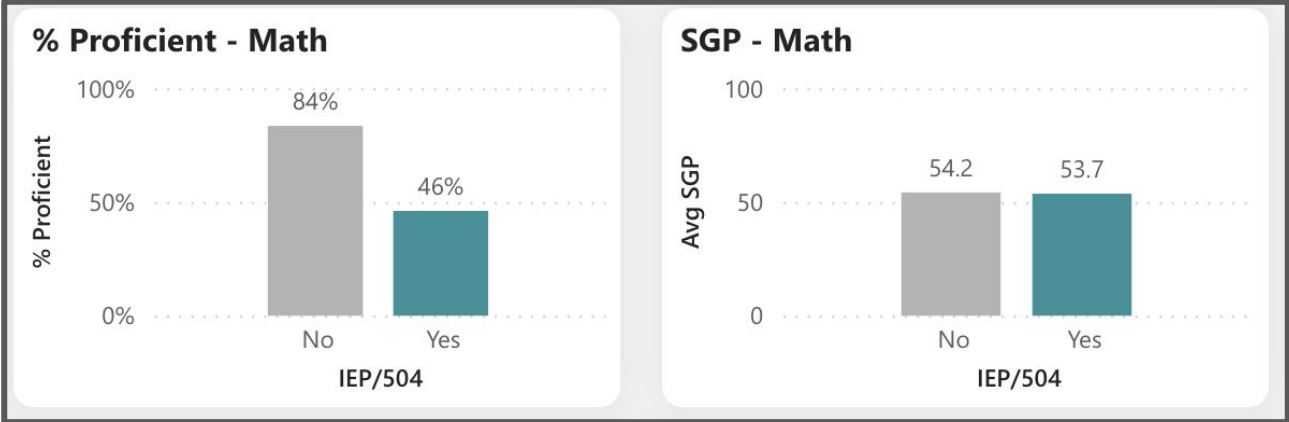 % Proficient - Math
% Proficient
100%
50%
0%
84%
46%
No Yes
IEP/504
SGP - Math
Avg SGP
100
50
0
54.2
53.7
No Yes
IEP/504